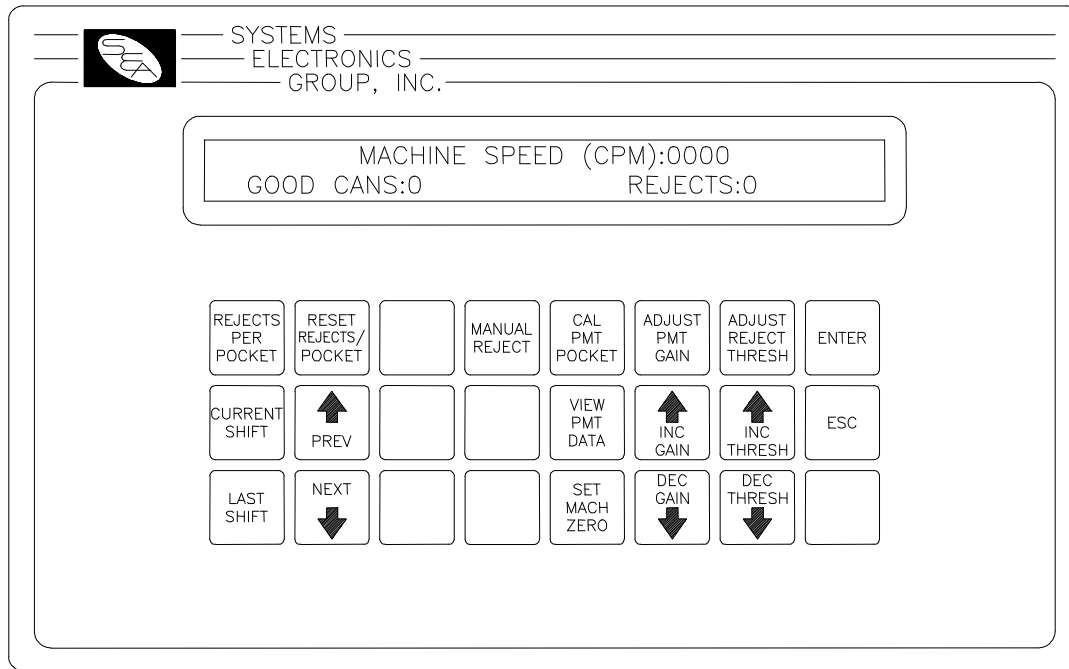 SEA
SYSTEMS
ELECTRONICS
GROUP, INC.
MACHINE SPEED (CPM):0000
GOOD CANS:0 REJECTS:0
REJECTS
PER
POCKET
RESET
REJECTS/
POCKET
MANUAL
REJECT
CAL
PMT
POCKET
ADJUST
PMT
GAIN
ADJUST
REJECT
THRESH
ENTER
CURRENT
SHIFT
PREV
VIEW
PMT
DATA
INC
GAIN
INC
THRESH
ESC
LAST
SHIFT
NEXT
SET
MACH
ZERO
DEC
GAIN
DEC
THRESH